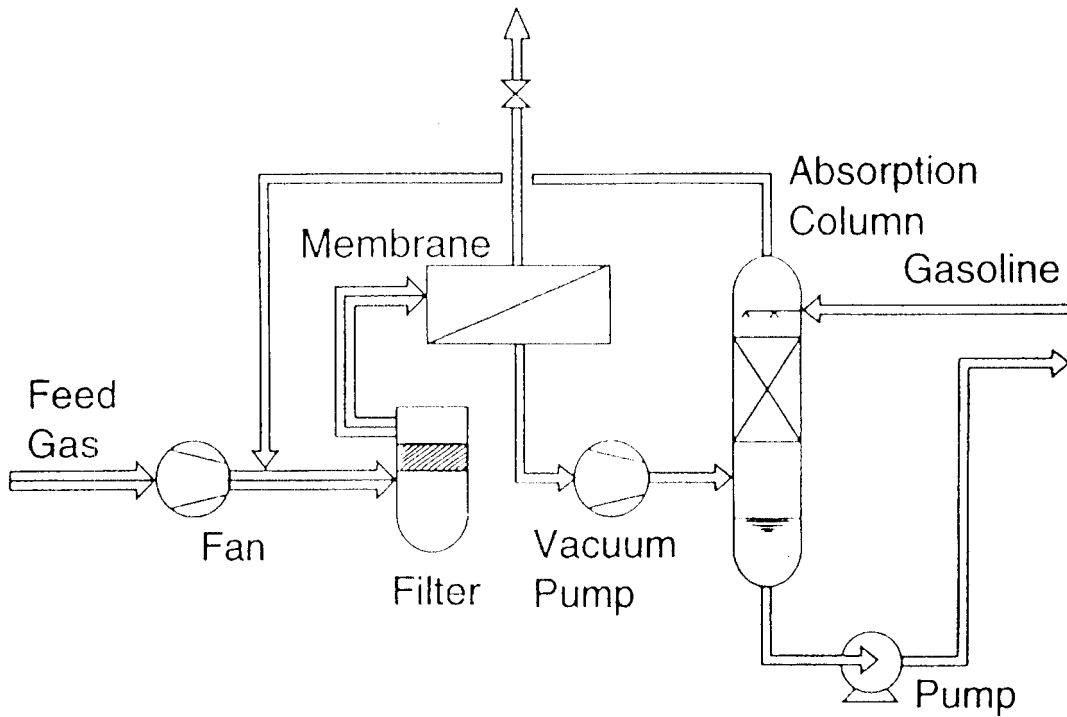 Absorption
Column
Membrane
Gasoline
Feed
Gas
Fan
Filter
Vacuum
Pump
Pump